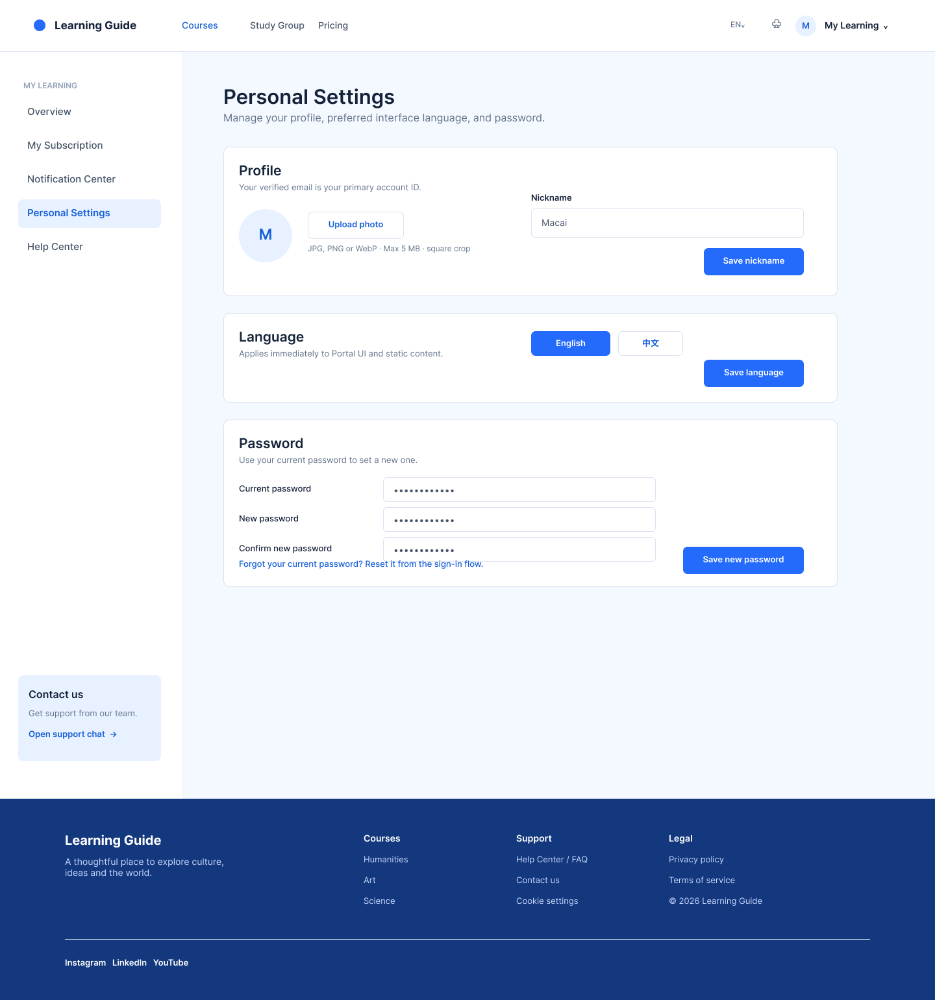 Learning Guide
Courses
Study Group
Pricing
EN
M
My Learning
MY LEARNING
Overview
My Subscription
Notification Center
Personal Settings
Help Center
Contact us
Get support from our team.
Open support chat →
Personal Settings
Manage your profile, preferred interface language, and password.
Profile
Your verified email is your primary account ID.
M
Upload photo
JPG, PNG or WebP · Max 5 MB · square crop
Nickname
Macai
Save nickname
Language
Applies immediately to Portal UI and static content.
English
中文
Save language
Password
Use your current password to set a new one.
Current password
••••••••••••
New password
••••••••••••
Confirm new password
••••••••••••
Forgot your current password? Reset it from the sign-in flow.
Save new password
Learning Guide
A thoughtful place to explore culture,
ideas and the world.
Courses
Humanities
Art
Science
Support
Help Center / FAQ
Contact us
Cookie settings
Legal
Privacy policy
Terms of service
© 2026 Learning Guide
Instagram
LinkedIn
YouTube